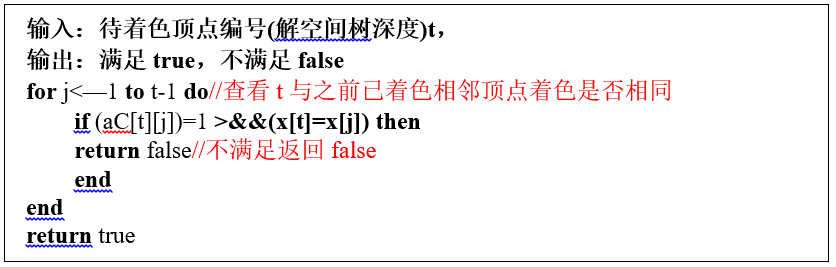 输入：待着色顶点编号(解空间树深度)t，
输出：满足 true，不满足 false
for j<—1 to t-1 do//查看 t 与之前已着色相邻顶点着色是否相同
if (aC[t][j])=1 >&&(x[t]=x[j]) then
return false//不满足返回 false
end
end
return true